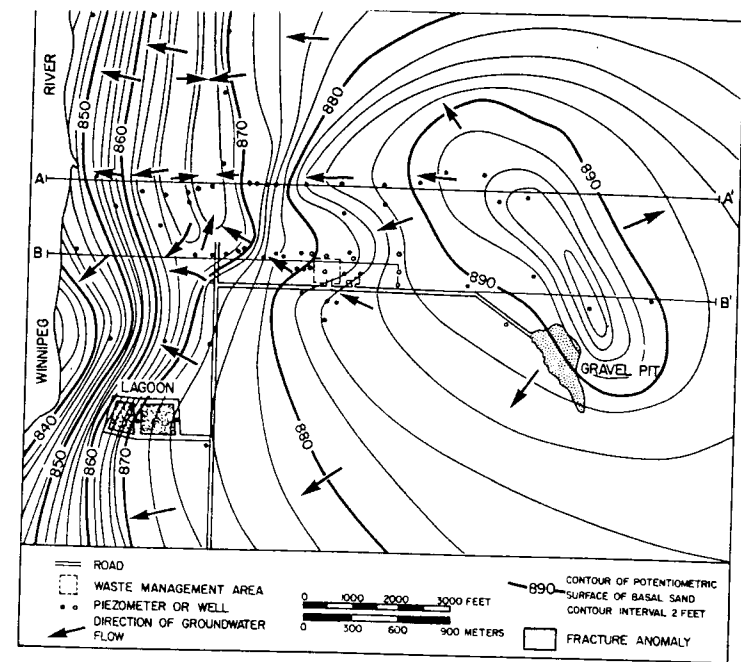 RIVER
WINNIPEG
850
860
870
880
890
A
A'
B
B'
890
GRAVEL PIT
LAGOON
880
840
850
860
870
ROAD
WASTE MANAGEMENT AREA
PIEZOMETER OR WELL
DIRECTION OF GROUNDWATER
FLOW
0 1000 2000 3000 FEET
0 300 600 900 METERS
890
CONTOUR OF POTENTIOMETRIC
SURFACE OF BASAL SAND
CONTOUR INTERVAL 2 FEET
FRACTURE ANOMALY